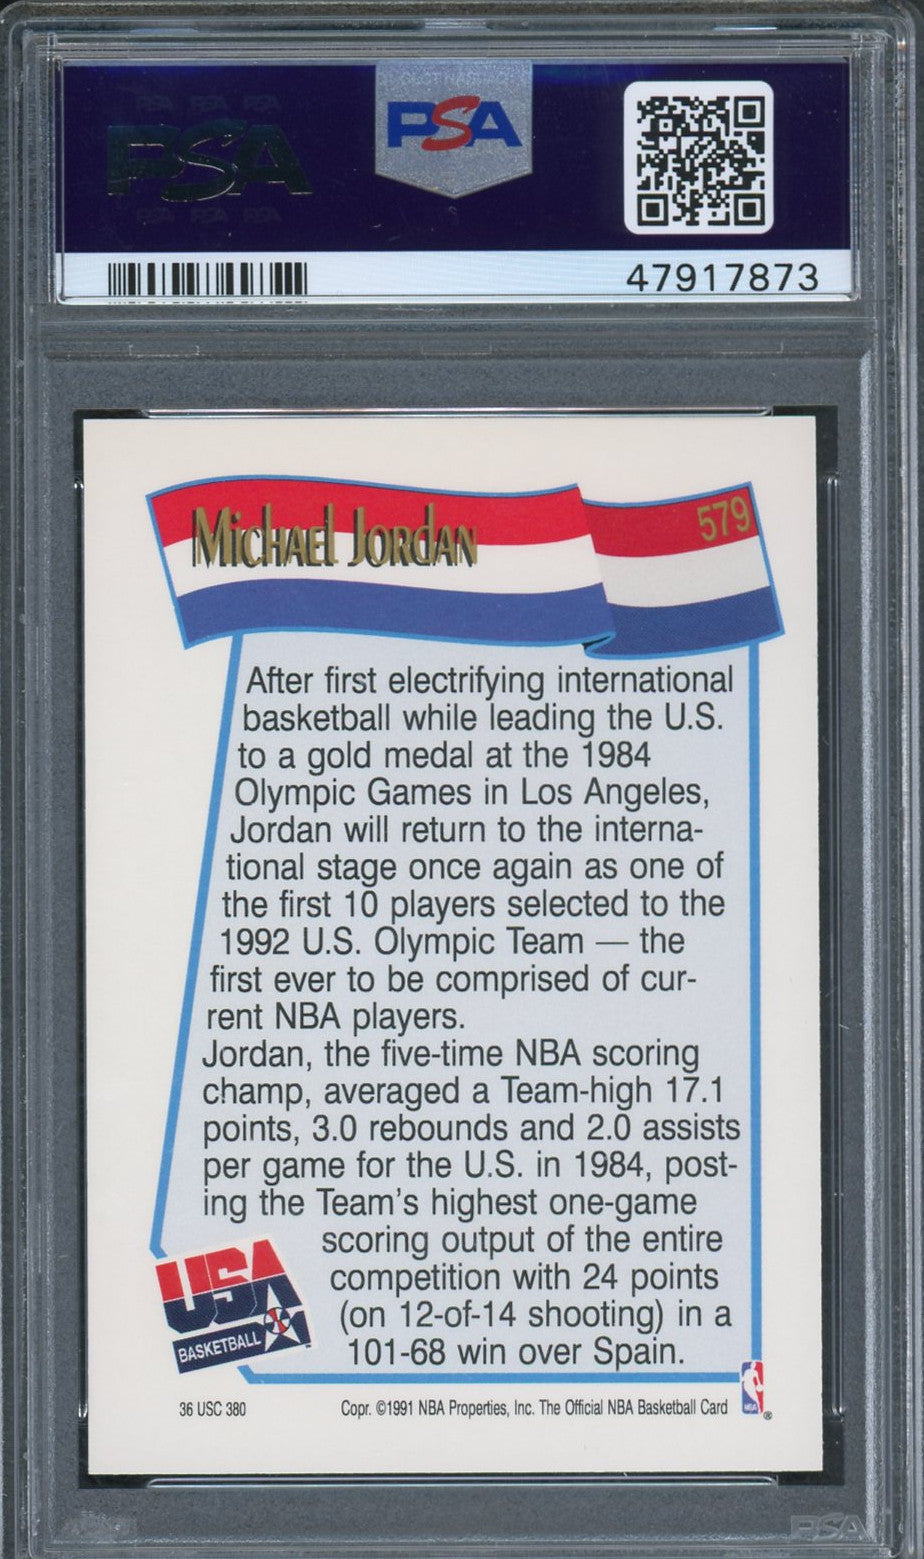 PSA PSA PSA
PSA
PSA PSA PSA
PSA
47917873
Michael Jordan
579
After first electrifying international
basketball while leading the U.S.
to a gold medal at the 1984
Olympic Games in Los Angeles,
Jordan will return to the interna-
tional stage once again as one of
the first 10 players selected to the
1992 U.S. Olympic Team — the
first ever to be comprised of cur-
rent NBA players.
Jordan, the five-time NBA scoring
champ, averaged a Team-high 17.1
points, 3.0 rebounds and 2.0 assists
per game for the U.S. in 1984, post-
ing the Team's highest one-game
scoring output of the entire
competition with 24 points
(on 12-of-14 shooting) in a
101-68 win over Spain.
USA
BASKETBALL
NBA
®
36 USC 380
Copr. ©1991 NBA Properties, Inc. The Official NBA Basketball Card
PSA